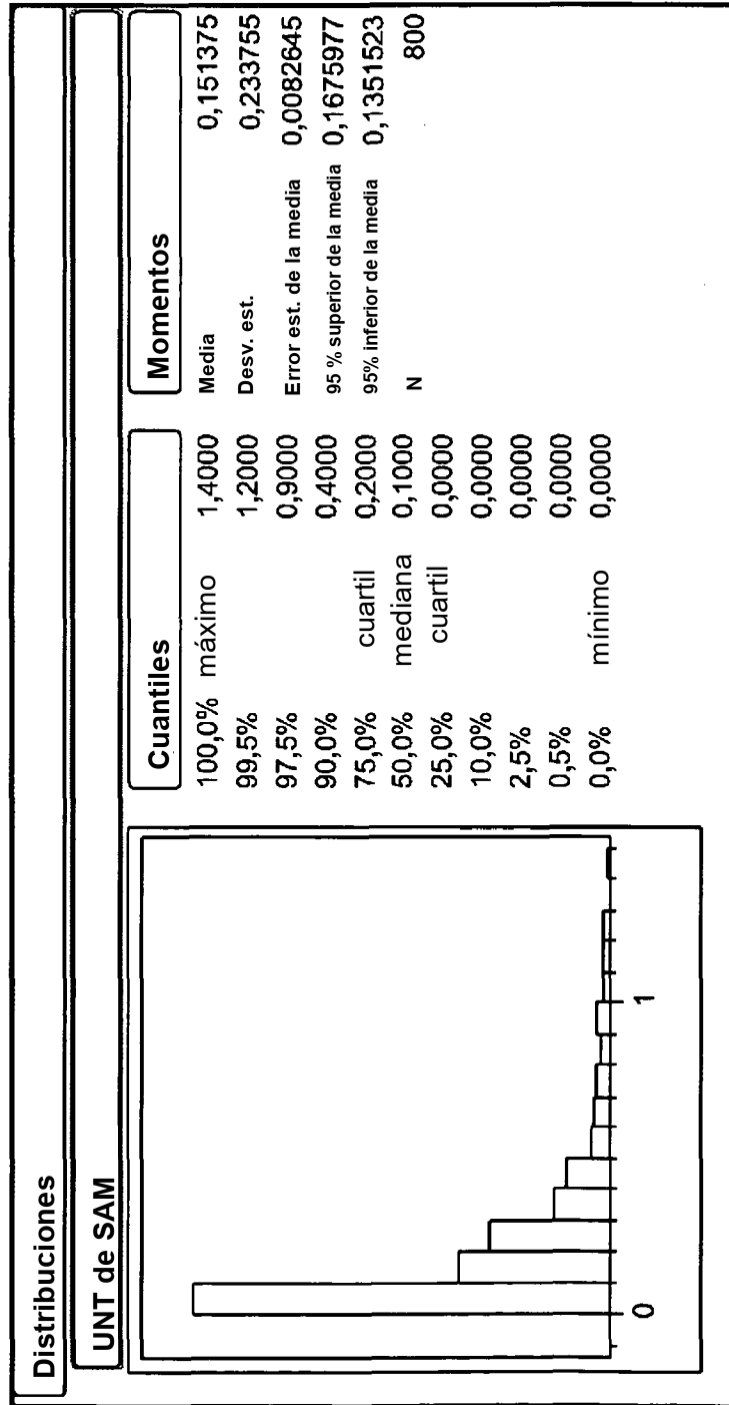 Distribuciones
UNT de SAM
0
1
Cuantiles
100,0% máximo 1,4000
99,5% 1,2000
97,5% 0,9000
90,0% 0,4000
75,0% cuartil 0,2000
50,0% mediana 0,1000
25,0% cuartil 0,0000
10,0% 0,0000
2,5% 0,0000
0,5% 0,0000
0,0% mínimo 0,0000
Momentos
Media 0,151375
Desv. est. 0,233755
Error est. de la media 0,0082645
95 % superior de la media 0,1675977
95% inferior de la media 0,1351523
N 800